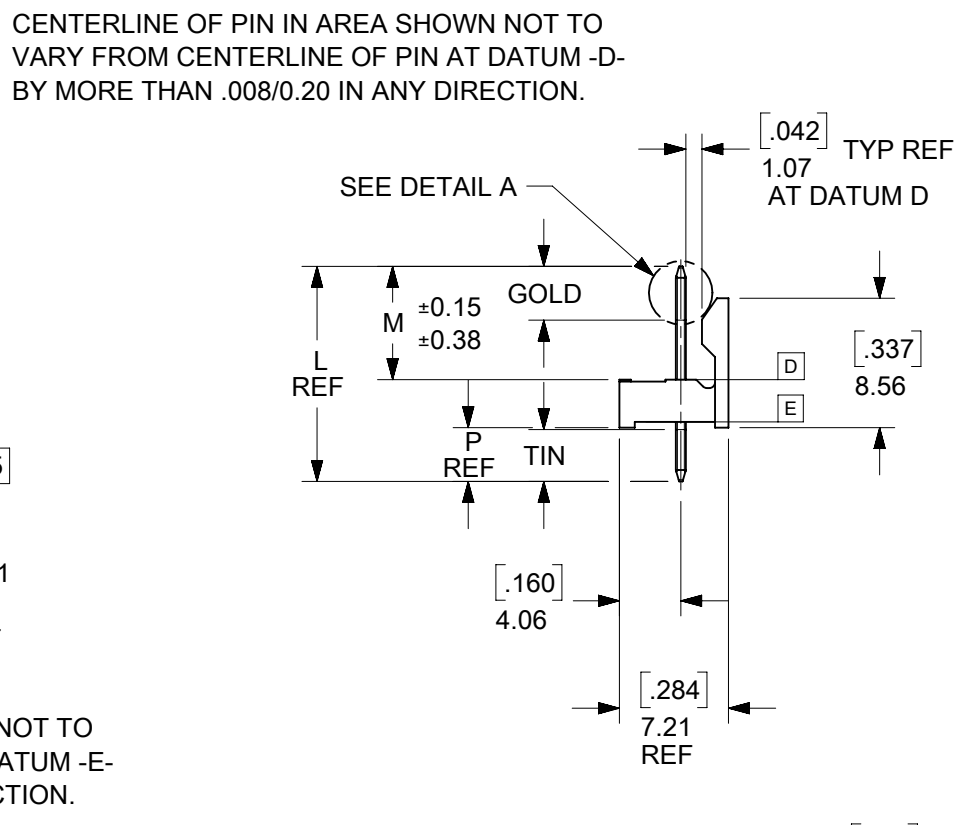 CENTERLINE OF PIN IN AREA SHOWN NOT TO
VARY FROM CENTERLINE OF PIN AT DATUM -D-
BY MORE THAN .008/0.20 IN ANY DIRECTION.
[.042]
1.07
TYP REF
AT DATUM D
SEE DETAIL A
GOLD
M
±0.15
±0.38
L
REF
[.337]
8.56
D
E
P
REF
TIN
1
[.160]
4.06
[.284]
7.21
REF
NOT TO
ATUM -E-
CTION.